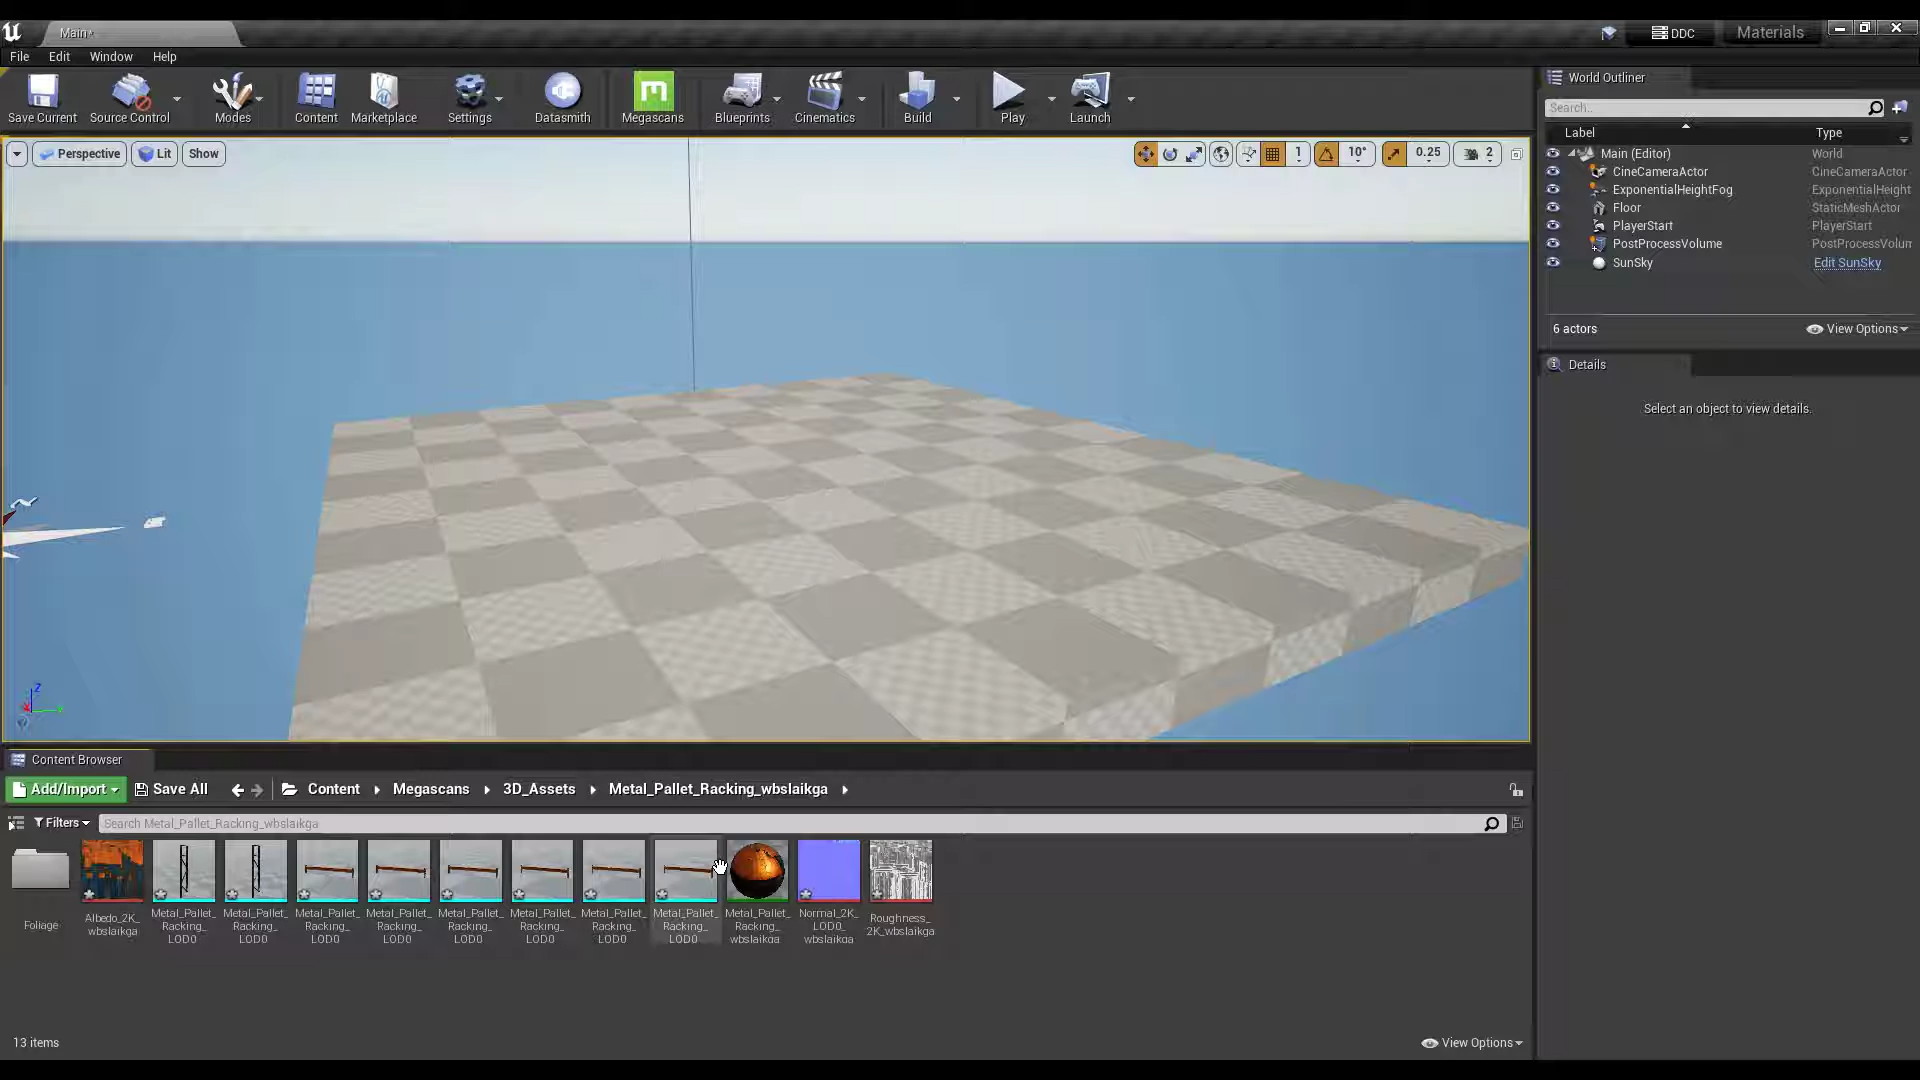 Main*
DDC
Materials
File Edit Window Help
Save Current Source Control Modes Content Marketplace Settings Datasmith Megascans Blueprints Cinematics Build Play Launch
Perspective Lit Show
1 10° 0.25 2
Z
World Outliner
Search...
Label Type
Main (Editor) World
CineCameraActor CineCameraActor
ExponentialHeightFog ExponentialHeight
Floor StaticMeshActor
PlayerStart PlayerStart
PostProcessVolume PostProcessVolum
SunSky Edit SunSky
6 actors View Options
Details
Select an object to view details.
Content Browser
Add/Import Save All Content Megascans 3D_Assets Metal_Pallet_Racking_wbslaikga
Filters Search Metal_Pallet_Racking_wbslaikga
Foliage
Albedo_2K_
wbslaikga
Metal_Pallet_
Racking_
LOD0
Metal_Pallet_
Racking_
LOD0
Metal_Pallet_
Racking_
LOD0
Metal_Pallet_
Racking_
LOD0
Metal_Pallet_
Racking_
LOD0
Metal_Pallet_
Racking_
LOD0
Metal_Pallet_
Racking_
LOD0
Metal_Pallet_
Racking_
LOD0
Metal_Pallet_
Racking_
wbslaikga
Normal_2K_
LOD0_
wbslaikga
Roughness_
2K_wbslaikga
13 items View Options